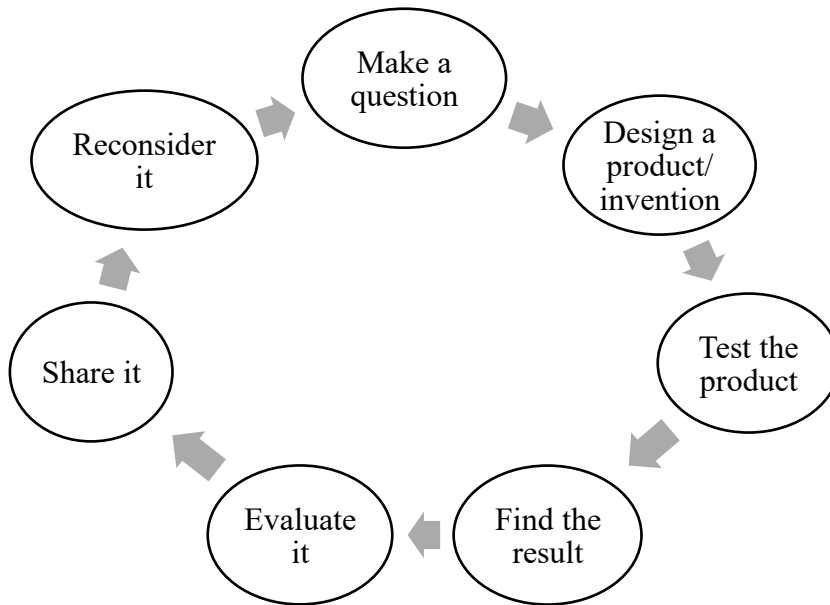 Make a
question
Design a
product/
invention
Test the
product
Find the
result
Evaluate
it
Share it
Reconsider
it